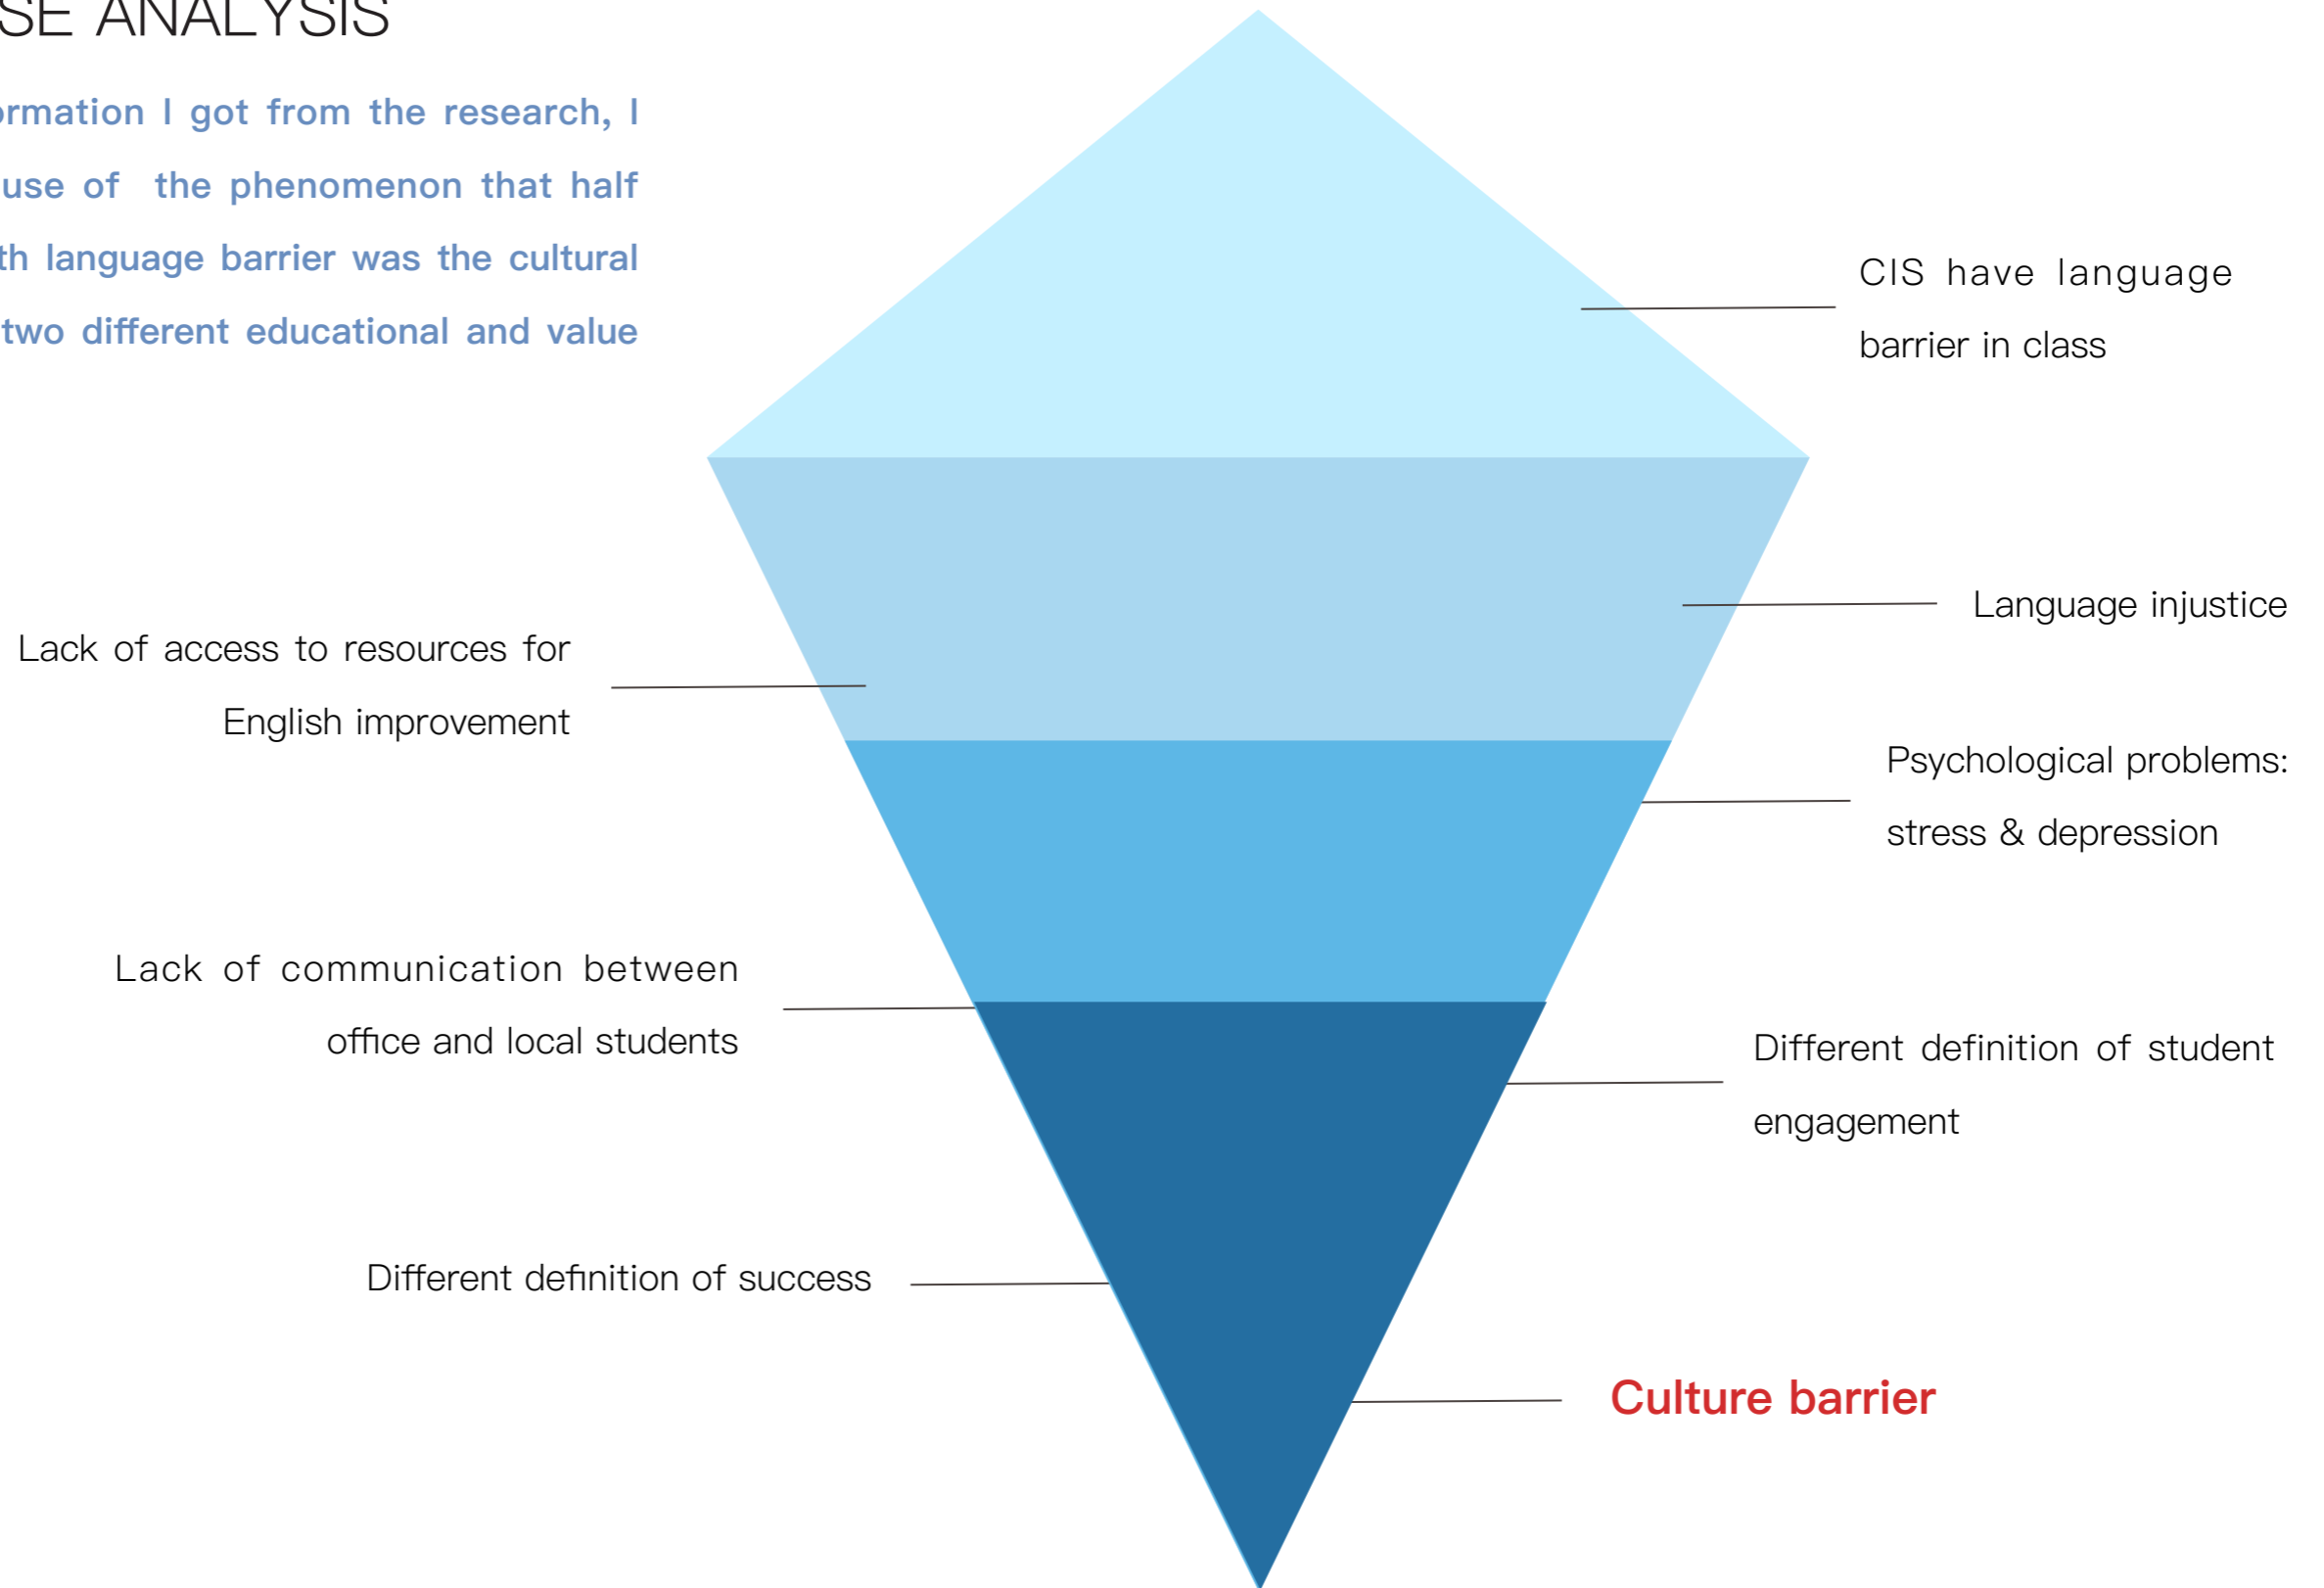 SE ANALYSIS
ormation I got from the research, I
use of the phenomenon that half
th language barrier was the cultural
two different educational and value
CIS have language
barrier in class
Language injustice
Lack of access to resources for
English improvement
Psychological problems:
stress & depression
Lack of communication between
office and local students
Different definition of student
engagement
Different definition of success
Culture barrier